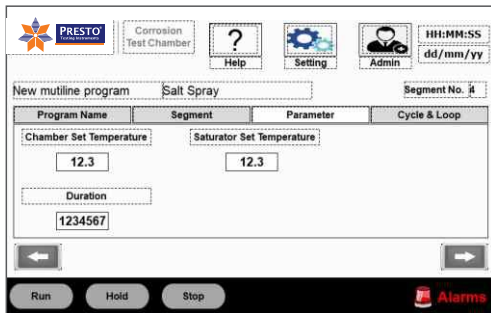 PRESTO
Testing Instruments
Corrosion
Test Chamber
?
Help
Setting
Admin
HH:MM:SS
dd/mm/yy
New mutiline program
Salt Spray
Segment No. 4
Program Name
Segment
Parameter
Cycle & Loop
Chamber Set Temperature
Saturator Set Temperature
12.3
12.3
Duration
1234567
Run
Hold
Stop
Alarms